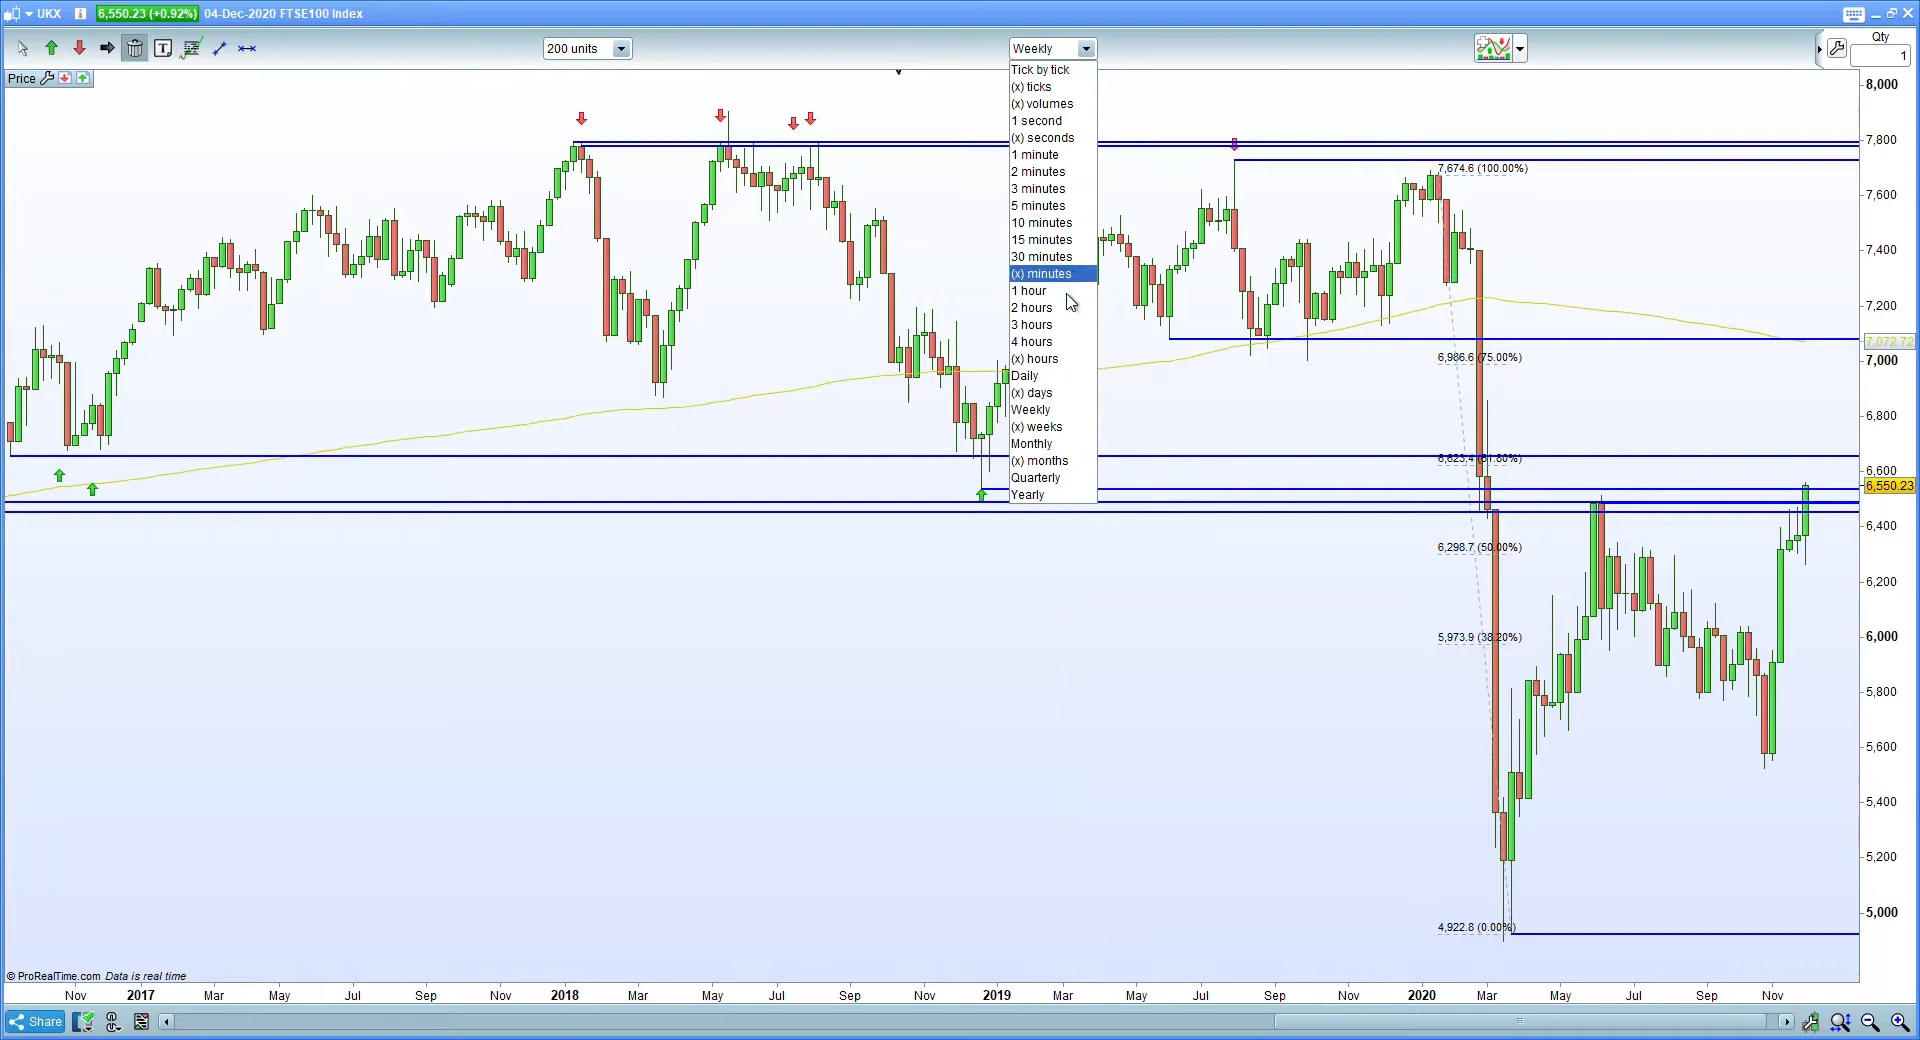 UKX
i
6,550.23 (+0.92%)
04-Dec-2020 FTSE100 Index
T
200 units
Weekly
Qty
1
Price
Tick by tick
(x) ticks
(x) volumes
1 second
(x) seconds
1 minute
2 minutes
3 minutes
5 minutes
10 minutes
15 minutes
30 minutes
(x) minutes
1 hour
2 hours
3 hours
4 hours
(x) hours
Daily
(x) days
Weekly
(x) weeks
Monthly
(x) months
Quarterly
Yearly
7,674.6 (100.00%)
6,986.6 (75.00%)
6,623.4 (61.80%)
6,298.7 (50.00%)
5,973.9 (38.20%)
4,922.8 (0.00%)
8,000
7,800
7,600
7,400
7,200
7,072.72
7,000
6,800
6,600
6,550.23
6,400
6,200
6,000
5,800
5,600
5,400
5,200
5,000
© ProRealTime.com Data is real time
Nov 2017 Mar May Jul Sep Nov 2018 Mar May Jul Sep Nov 2019 Mar May Jul Sep Nov 2020 Mar May Jul Sep Nov
Share